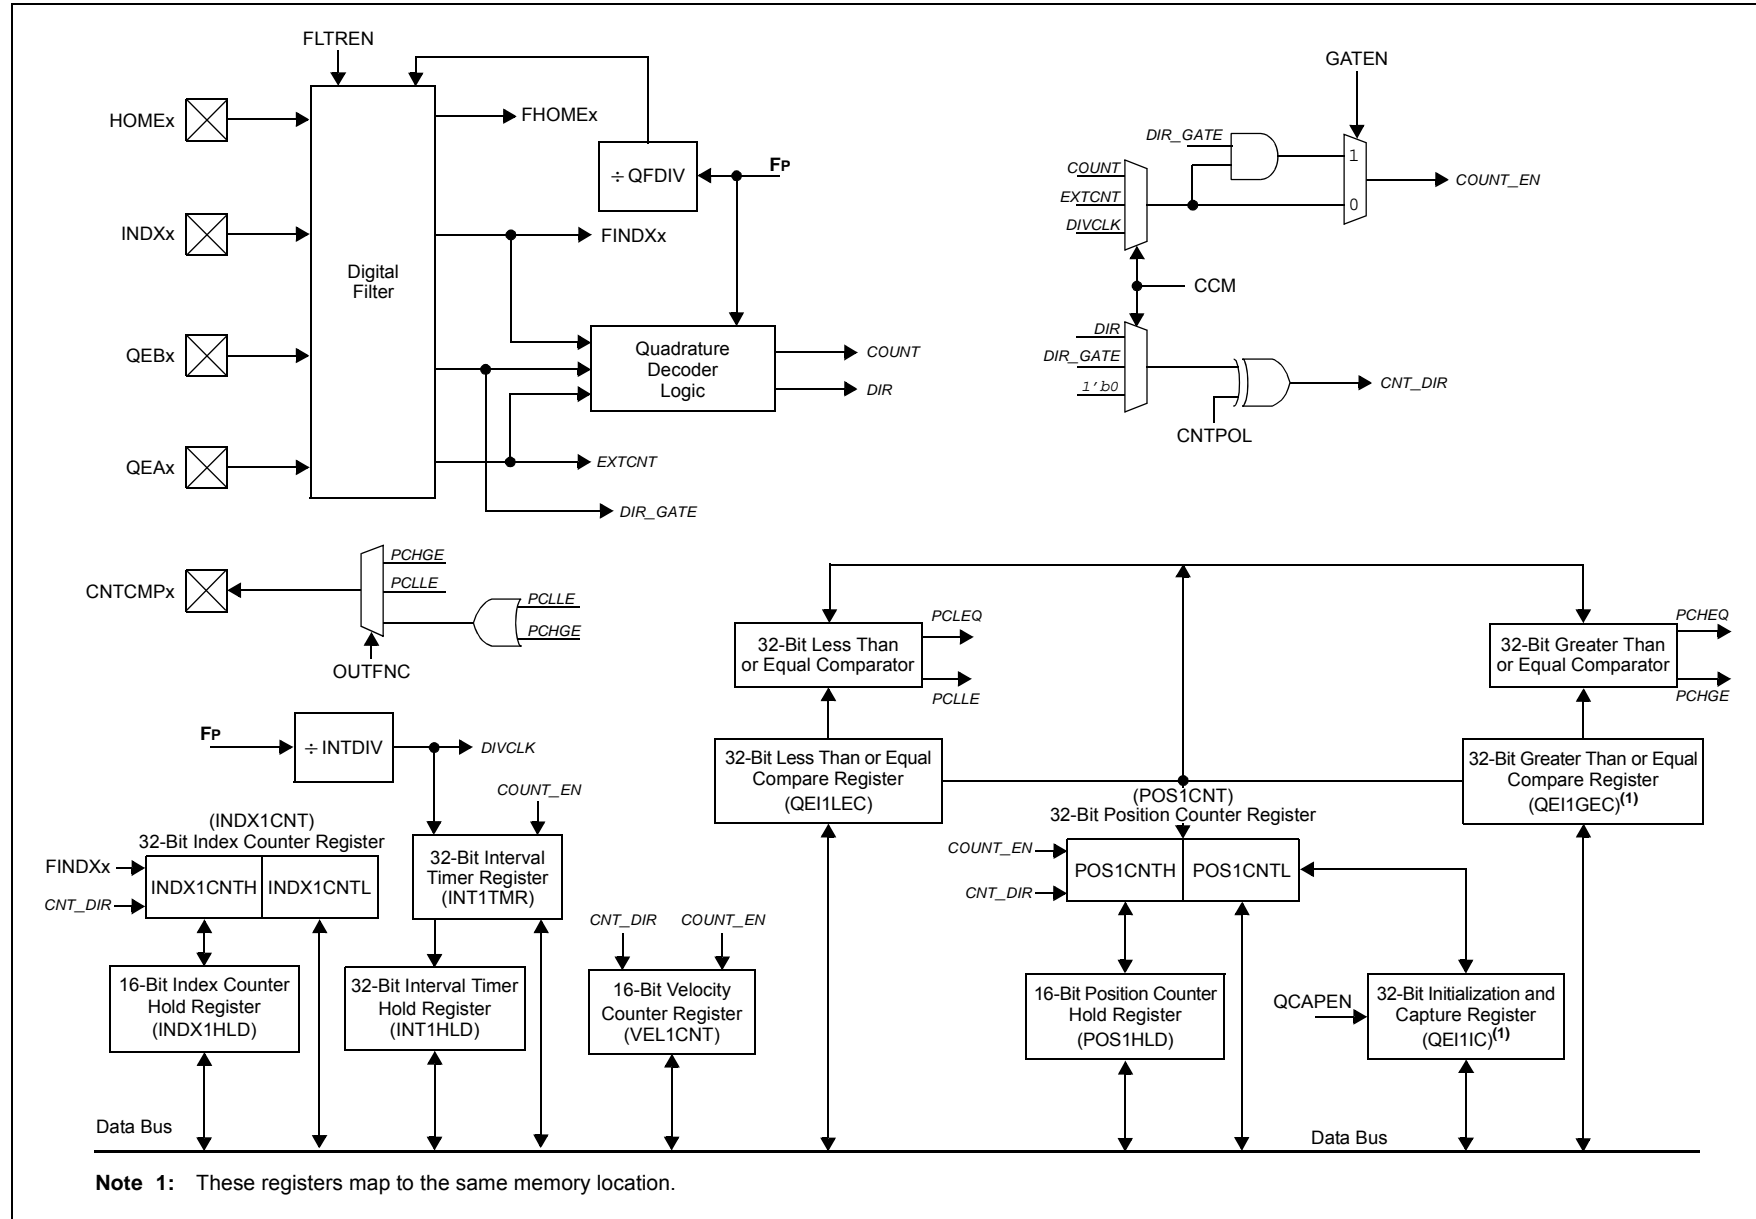 FLTREN
HOMEx
FHOMEx
÷ QFDIV
FP
INDXx
FINDXx
Digital
Filter
QEBx
Quadrature
Decoder
Logic
COUNT
DIR
QEAx
EXTCNT
DIR_GATE
GATEN
DIR_GATE
COUNT
EXTCNT
DIVCLK
1
0
COUNT_EN
CCM
DIR
DIR_GATE
1'b0
CNT_DIR
CNTPOL
CNTCMPx
PCHGE
PCLLE
PCLLE
PCHGE
OUTFNC
32-Bit Less Than
or Equal Comparator
PCLEQ
PCLLE
32-Bit Greater Than
or Equal Comparator
PCHEQ
PCHGE
FP
÷ INTDIV
DIVCLK
COUNT_EN
32-Bit Less Than or Equal
Compare Register
(QEI1LEC)
32-Bit Greater Than or Equal
Compare Register
(QEI1GEC)(1)
(POS1CNT)
32-Bit Position Counter Register
(INDX1CNT)
32-Bit Index Counter Register
FINDXx
CNT_DIR
INDX1CNTH
INDX1CNTL
32-Bit Interval
Timer Register
(INT1TMR)
COUNT_EN
CNT_DIR
POS1CNTH
POS1CNTL
CNT_DIR
COUNT_EN
16-Bit Index Counter
Hold Register
(INDX1HLD)
32-Bit Interval Timer
Hold Register
(INT1HLD)
16-Bit Velocity
Counter Register
(VEL1CNT)
16-Bit Position Counter
Hold Register
(POS1HLD)
QCAPEN
32-Bit Initialization and
Capture Register
(QEI1IC)(1)
Data Bus
Data Bus
Note 1: These registers map to the same memory location.